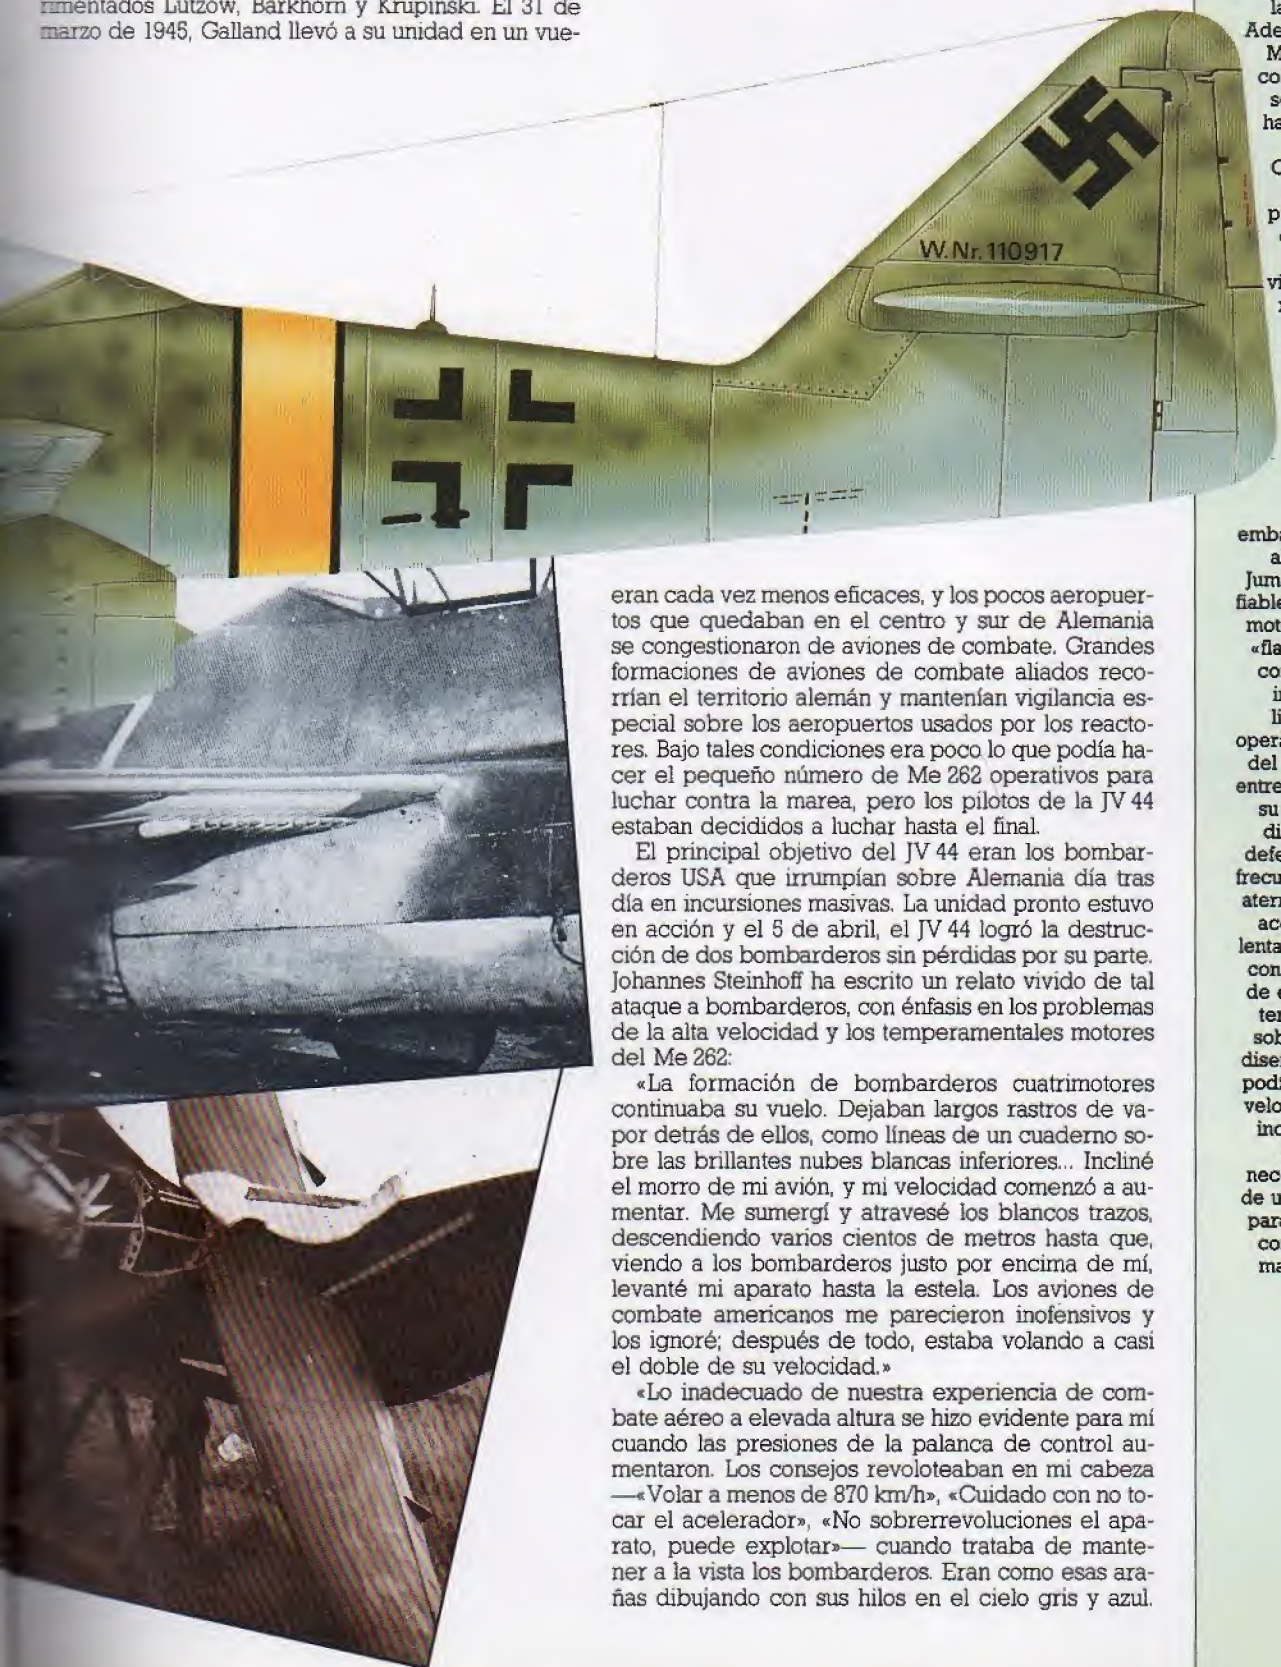 rimentados Lützow, Barkhorn y Krupinski. El 31 de
marzo de 1945, Galland llevó a su unidad en un vue-
W.Nr.110917
eran cada vez menos eficaces, y los pocos aeropuer-
tos que quedaban en el centro y sur de Alemania
se congestionaron de aviones de combate. Grandes
formaciones de aviones de combate aliados reco-
rrían el territorio alemán y mantenían vigilancia es-
pecial sobre los aeropuertos usados por los reacto-
res. Bajo tales condiciones era poco lo que podía ha-
cer el pequeño número de Me 262 operativos para
luchar contra la marea, pero los pilotos de la JV 44
estaban decididos a luchar hasta el final.
El principal objetivo del JV 44 eran los bombar-
deros USA que irrumpían sobre Alemania día tras
día en incursiones masivas. La unidad pronto estuvo
en acción y el 5 de abril, el JV 44 logró la destruc-
ción de dos bombarderos sin pérdidas por su parte.
Johannes Steinhoff ha escrito un relato vivido de tal
ataque a bombarderos, con énfasis en los problemas
de la alta velocidad y los temperamentales motores
del Me 262:
«La formación de bombarderos cuatrimotores
continuaba su vuelo. Dejaban largos rastros de va-
por detrás de ellos, como líneas de un cuaderno so-
bre las brillantes nubes blancas inferiores... Incliné
el morro de mi avión, y mi velocidad comenzó a au-
mentar. Me sumergí y atravesé los blancos trazos,
descendiendo varios cientos de metros hasta que,
viendo a los bombarderos justo por encima de mí,
levanté mi aparato hasta la estela. Los aviones de
combate americanos me parecieron inofensivos y
los ignoré; después de todo, estaba volando a casi
el doble de su velocidad.»
«Lo inadecuado de nuestra experiencia de com-
bate aéreo a elevada altura se hizo evidente para mí
cuando las presiones de la palanca de control au-
mentaron. Los consejos revoloteaban en mi cabeza
—«Volar a menos de 870 km/h», «Cuidado con no to-
car el acelerador», «No sobrerrevoluciones el apa-
rato, puede explotar»— cuando trataba de mante-
ner a la vista los bombarderos. Eran como esas ara-
ñas dibujando con sus hilos en el cielo gris y azul.